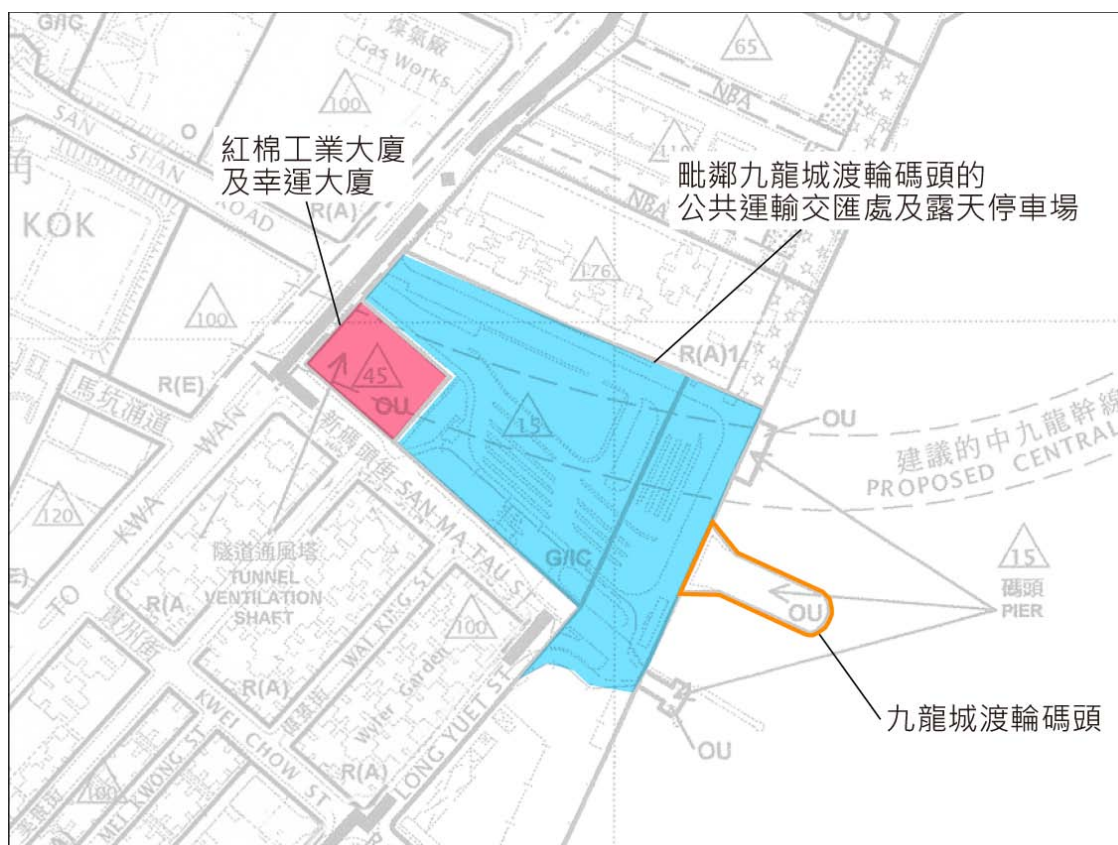 G/IC
煤氣廠
Gas Works
OU
65
100
NBA
SAN SHAN ROAD
O
角
KOK
紅棉工業大廈
及幸運大廈
R(A)
毗鄰九龍城渡輪碼頭的
公共運輸交匯處及露天停車場
NBA
176
100
R(E)
R(A)1
45
OU
15
馬坑涌道
OU
建議的中九龍幹線
PROPOSED CENTRAL
新碼頭街 SAN MA TAU ST
120
TO KWA WAN
隧道通風塔
TUNNEL
VENTILATION
SHAFT
G/IC
15
碼頭
PIER
OU
R(A
貴州街
WAI KING ST
100
R(A)
KWEI CHOW ST
Wyler Garden
九龍城渡輪碼頭
OU
LONG YUET ST
R(A)
MEI KWONG ST
100
R